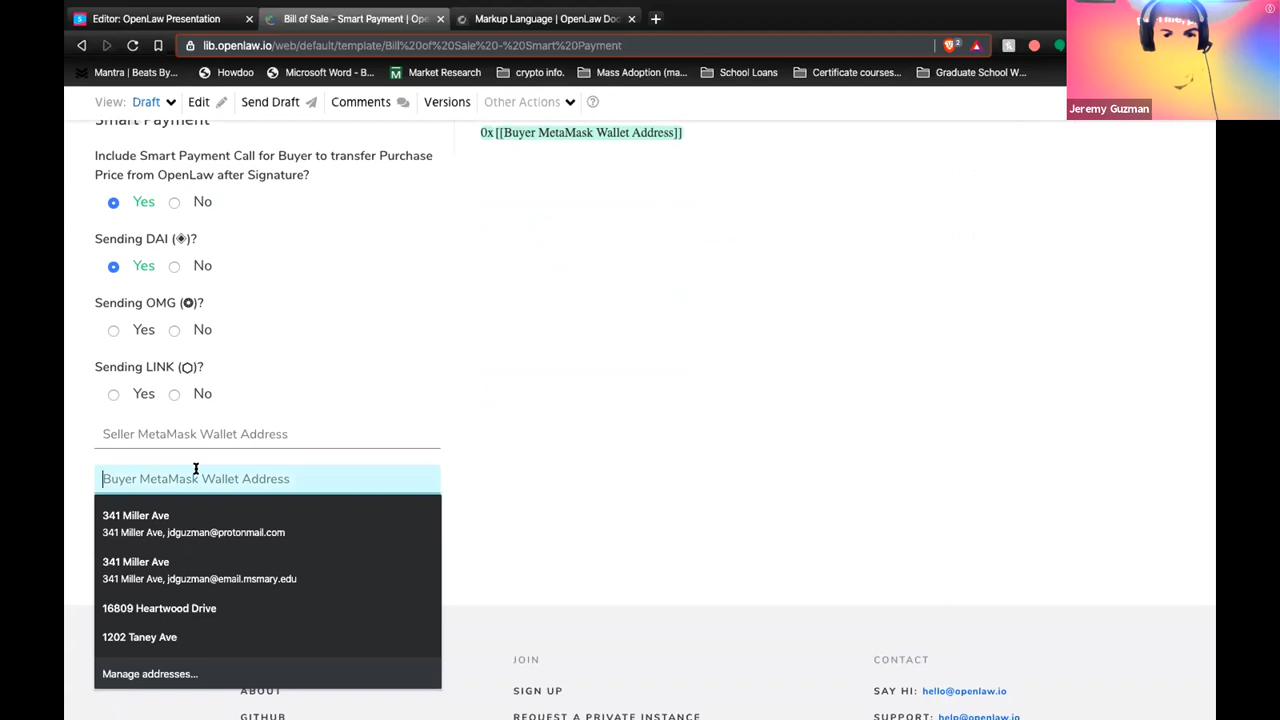 Editor: OpenLaw Presentation
Bill of Sale - Smart Payment | Ope
Markup Language | OpenLaw Doc
lib.openlaw.io/web/default/template/Bill%20of%20Sale%20-%20Smart%20Payment
2
Mantra | Beats By...
Howdoo
Microsoft Word - B...
Market Research
crypto info.
Mass Adoption (ma...
School Loans
Certificate courses...
Graduate School W...
Jeremy Guzman
View: Draft
Edit
Send Draft
Comments
Versions
Other Actions
?
Smart Payment
0x[[Buyer MetaMask Wallet Address]]
Include Smart Payment Call for Buyer to transfer Purchase
Price from OpenLaw after Signature?
Yes No
Sending DAI ( )?
Yes No
Sending OMG ( )?
Yes No
Sending LINK ( )?
Yes No
Seller MetaMask Wallet Address
Buyer MetaMask Wallet Address
341 Miller Ave
341 Miller Ave, jdguzman@protonmail.com
341 Miller Ave
341 Miller Ave, jdguzman@email.msmary.edu
16809 Heartwood Drive
1202 Taney Ave
Manage addresses...
ABOUT
GITHUB
JOIN
SIGN UP
REQUEST A PRIVATE INSTANCE
CONTACT
SAY HI: hello@openlaw.io
SUPPORT: help@openlaw.io